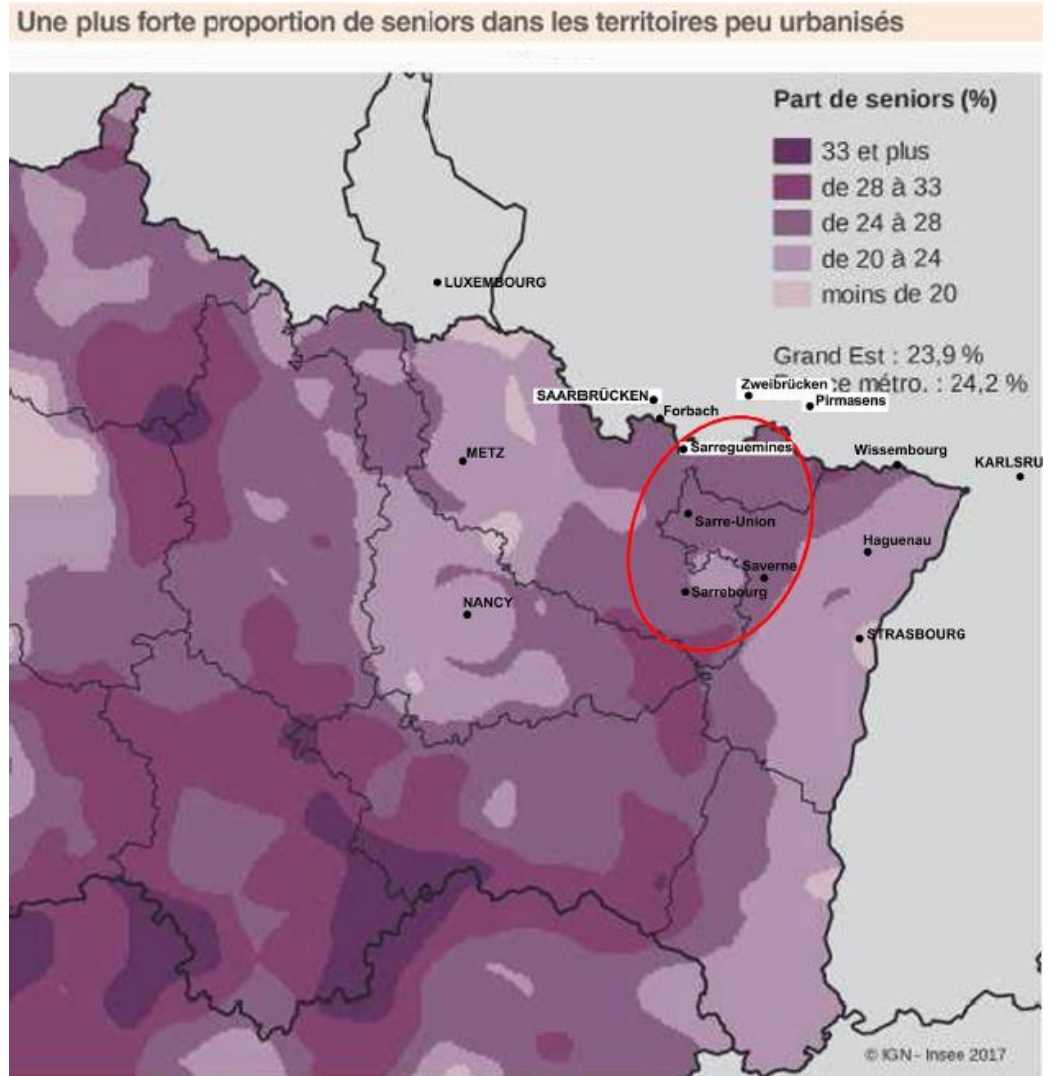 Une plus forte proportion de seniors dans les territoires peu urbanisés
Part de seniors (%)
33 et plus
de 28 à 33
de 24 à 28
de 20 à 24
moins de 20
Grand Est : 23,9 %
ce métro. : 24,2 %
LUXEMBOURG
Zweibrücken
SAARBRÜCKEN
Pirmasens
Forbach
Sarreguemines
METZ
Wissembourg
KARLSRU
Sarre-Union
Haguenau
Saverne
Sarrebourg
NANCY
STRASBOURG
© IGN - Insee 2017